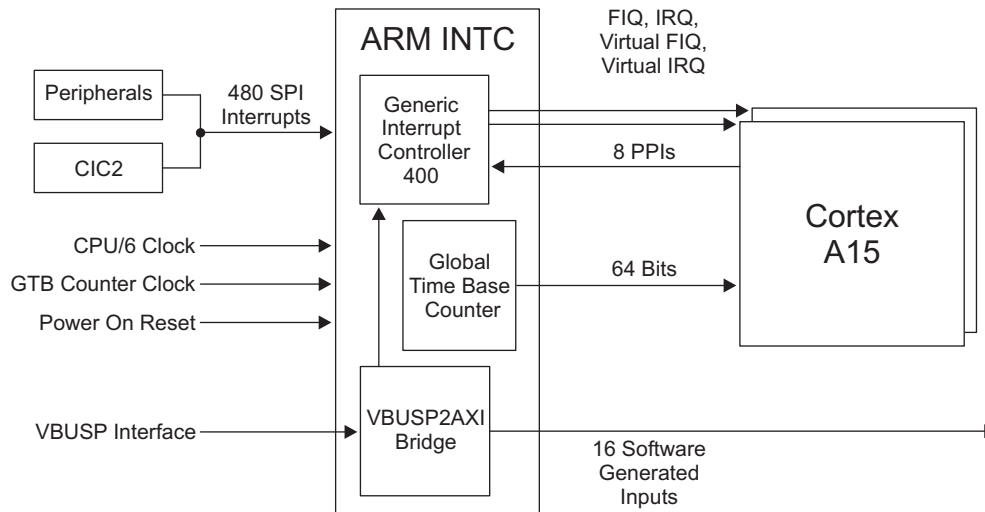 ARM INTC
FIQ, IRQ,
Virtual FIQ,
Virtual IRQ
Peripherals
CIC2
480 SPI
Interrupts
Generic
Interrupt
Controller
400
8 PPIs
Cortex
A15
CPU/6 Clock
GTB Counter Clock
Power On Reset
Global
Time Base
Counter
64 Bits
VBUSP Interface
VBUSP2AXI
Bridge
16 Software
Generated
Inputs